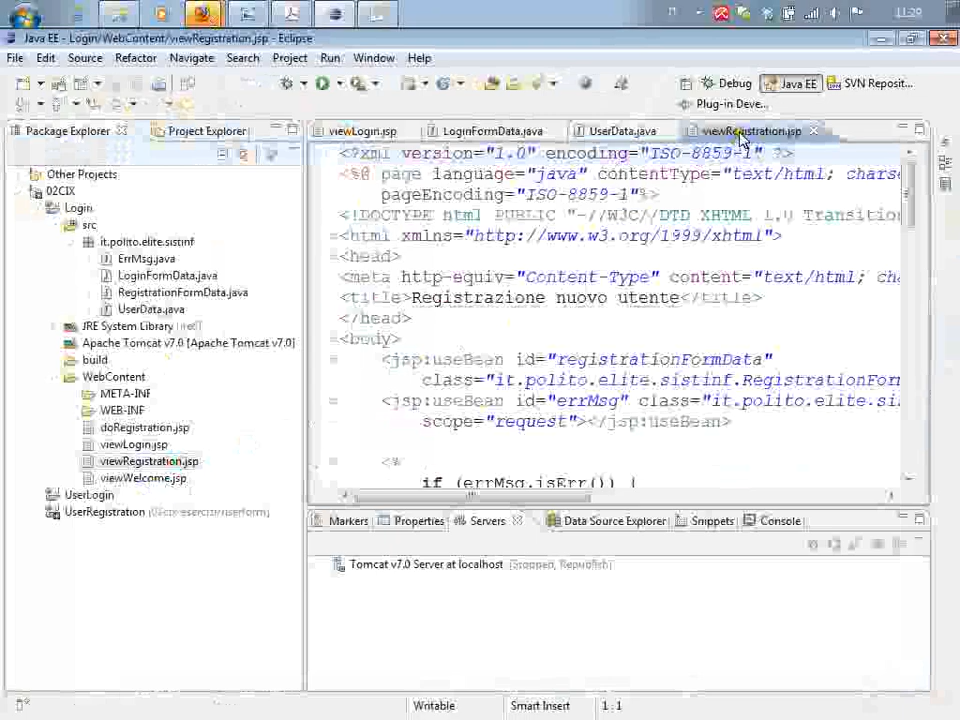 11:29
Java EE - Login/WebContent/viewRegistration.jsp - Eclipse
File Edit Source Refactor Navigate Search Project Run Window Help
Debug Java EE SVN Reposit...
Plug-in Deve...
Package Explorer Project Explorer
viewLogin.jsp LoginFormData.java UserData.java viewRegistration.jsp
Other Projects
02CIX
Login
src
it.polito.elite.sistinf
ErrMsg.java
LoginFormData.java
RegistrationFormData.java
UserData.java
JRE System Library
Apache Tomcat v7.0 [Apache Tomcat v7.0]
build
WebContent
META-INF
WEB-INF
doRegistration.jsp
viewLogin.jsp
viewRegistration.jsp
viewWelcome.jsp
UserLogin
UserRegistration
<?xml version="1.0" encoding="ISO-8859-1" ?>
<%@ page language="java" contentType="text/html; chars
pageEncoding="ISO-8859-1"%>
<!DOCTYPE html PUBLIC "-//W3C//DTD XHTML 1.0 Transition
<html xmlns="http://www.w3.org/1999/xhtml">
<head>
<meta http-equiv="Content-Type" content="text/html; cha
<title>Registrazione nuovo utente</title>
</head>
<body>
<jsp:useBean id="registrationFormData"
class="it.polito.elite.sistinf.RegistrationForm
<jsp:useBean id="errMsg" class="it.polito.elite.sis
scope="request"></jsp:useBean>
<%
if (errMsg.isErr()) {
Markers Properties Servers Data Source Explorer Snippets Console
Tomcat v7.0 Server at localhost [Stopped, Republish]
Writable Smart Insert 1 : 1